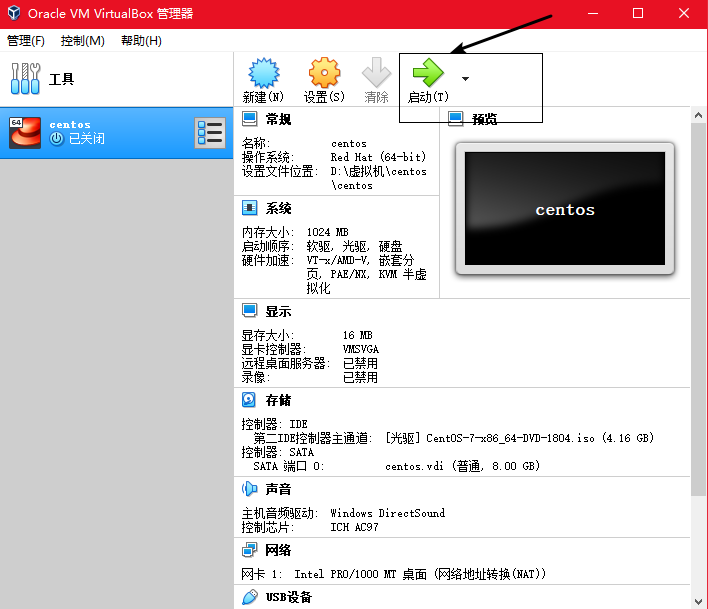 Oracle VM VirtualBox 管理器
管理(F) 控制(M) 帮助(H)
工具
新建(N) 设置(S) 清除 启动(T)
64
centos
已关闭
常规
名称: centos
操作系统: Red Hat (64-bit)
设置文件位置: D:\虚拟机\centos
\centos
预览
centos
系统
内存大小: 1024 MB
启动顺序: 软驱, 光驱, 硬盘
硬件加速: VT-x/AMD-V, 嵌套分
页, PAE/NX, KVM 半虚
拟化
显示
显存大小: 16 MB
显卡控制器: VMSVGA
远程桌面服务器: 已禁用
录像: 已禁用
存储
控制器: IDE
第二IDE控制器主通道: [光驱] CentOS-7-x86_64-DVD-1804.iso (4.16 GB)
控制器: SATA
SATA 端口 0: centos.vdi (普通, 8.00 GB)
声音
主机音频驱动: Windows DirectSound
控制芯片: ICH AC97
网络
网卡 1: Intel PRO/1000 MT 桌面 (网络地址转换(NAT))
USB设备